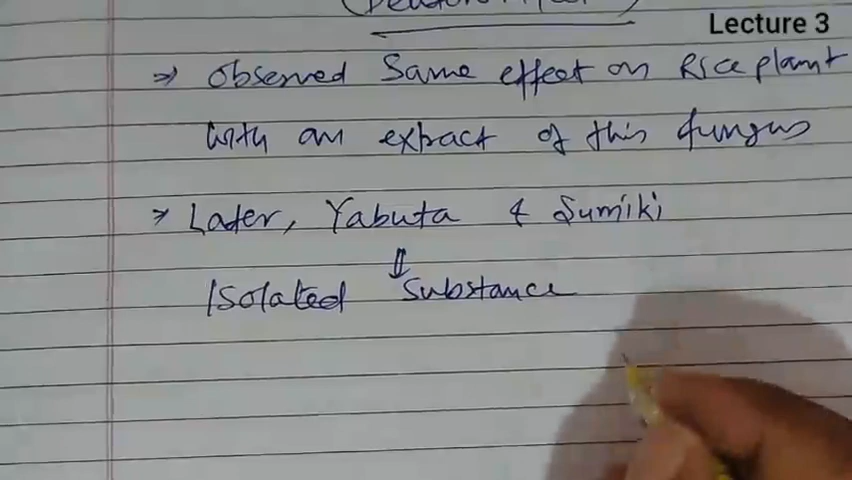 Lecture 3
⇒ Observed Same effect on Rice plant
with an extract of this fungus
⇒ Later, Yabuta & Sumiki
⇓
Isolated Substance